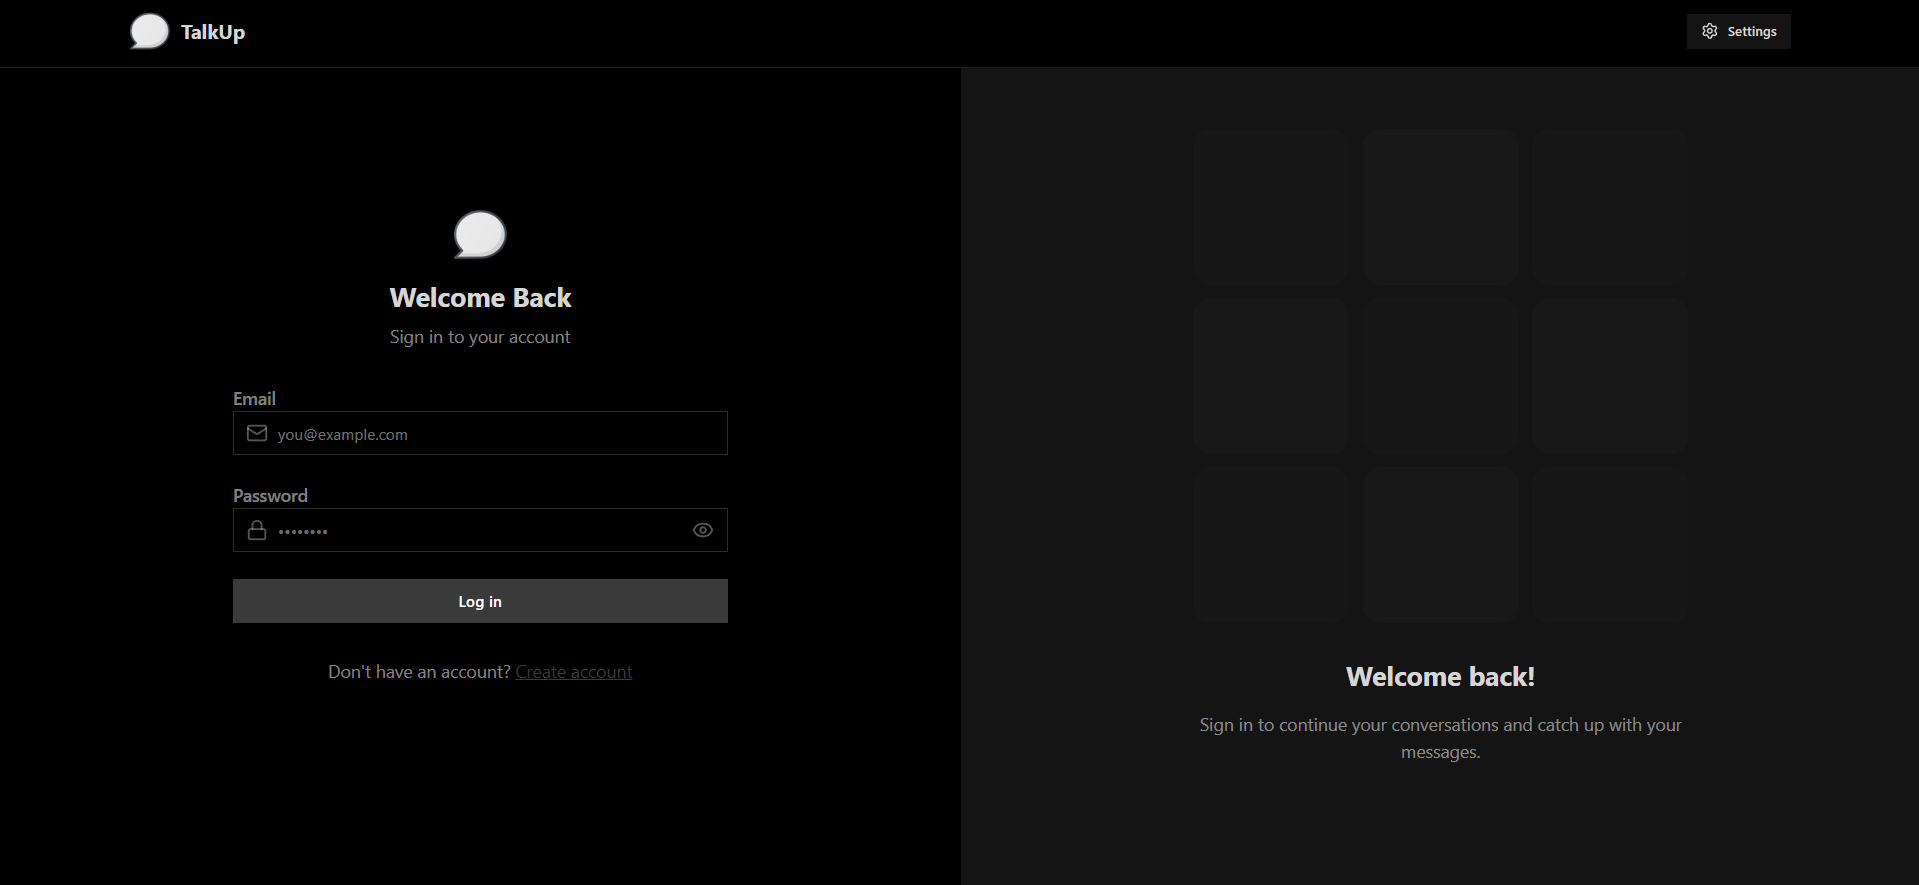 TalkUp
Settings
Welcome Back
Sign in to your account
Email
you@example.com
Password
••••••••
Log in
Don't have an account? Create account
Welcome back!
Sign in to continue your conversations and catch up with your
messages.